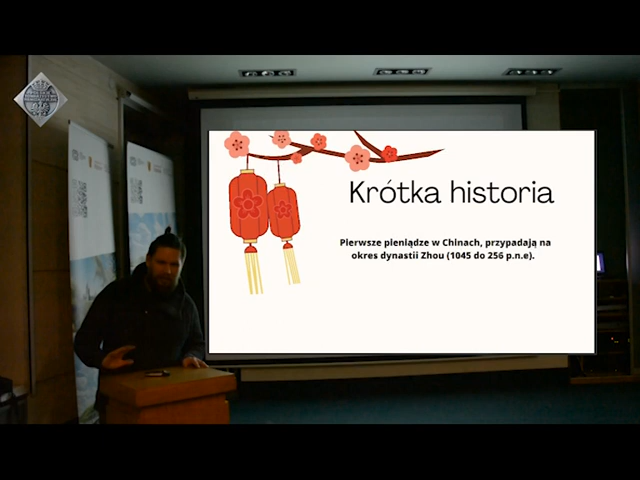 Krótka historia
Pierwsze pieniądze w Chinach, przypadają na
okres dynastii Zhou (1045 do 256 p.n.e).